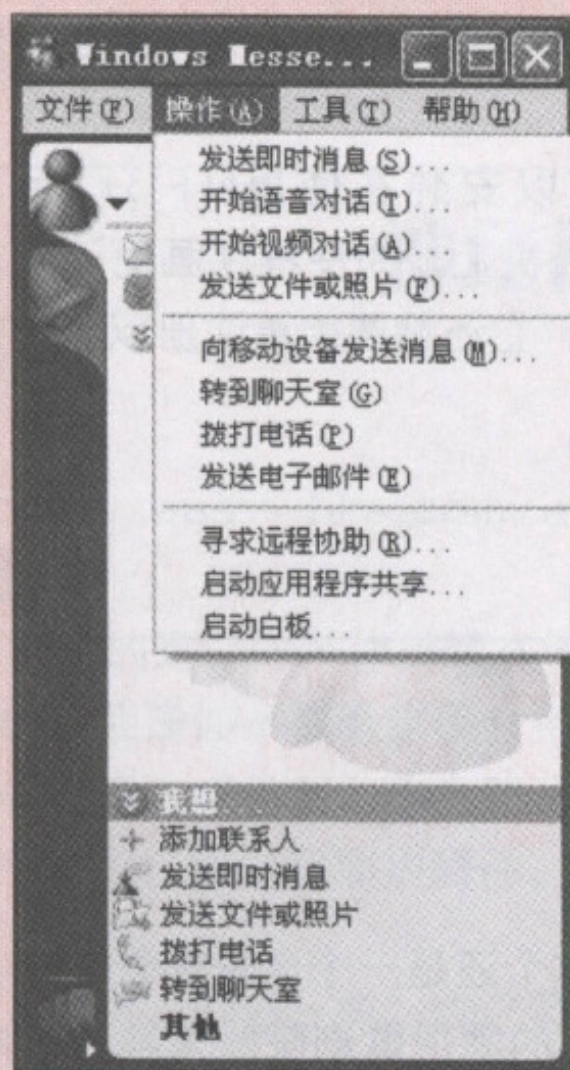 Windows Messe...
文件(F) 操作(A) 工具(T) 帮助(H)
发送即时消息(S)...
开始语音对话(T)...
开始视频对话(A)...
发送文件或照片(F)...
向移动设备发送消息(M)...
转到聊天室(G)
拨打电话(P)
发送电子邮件(E)
寻求远程协助(R)...
启动应用程序共享...
启动白板...
我想...
添加联系人
发送即时消息
发送文件或照片
拨打电话
转到聊天室
其他